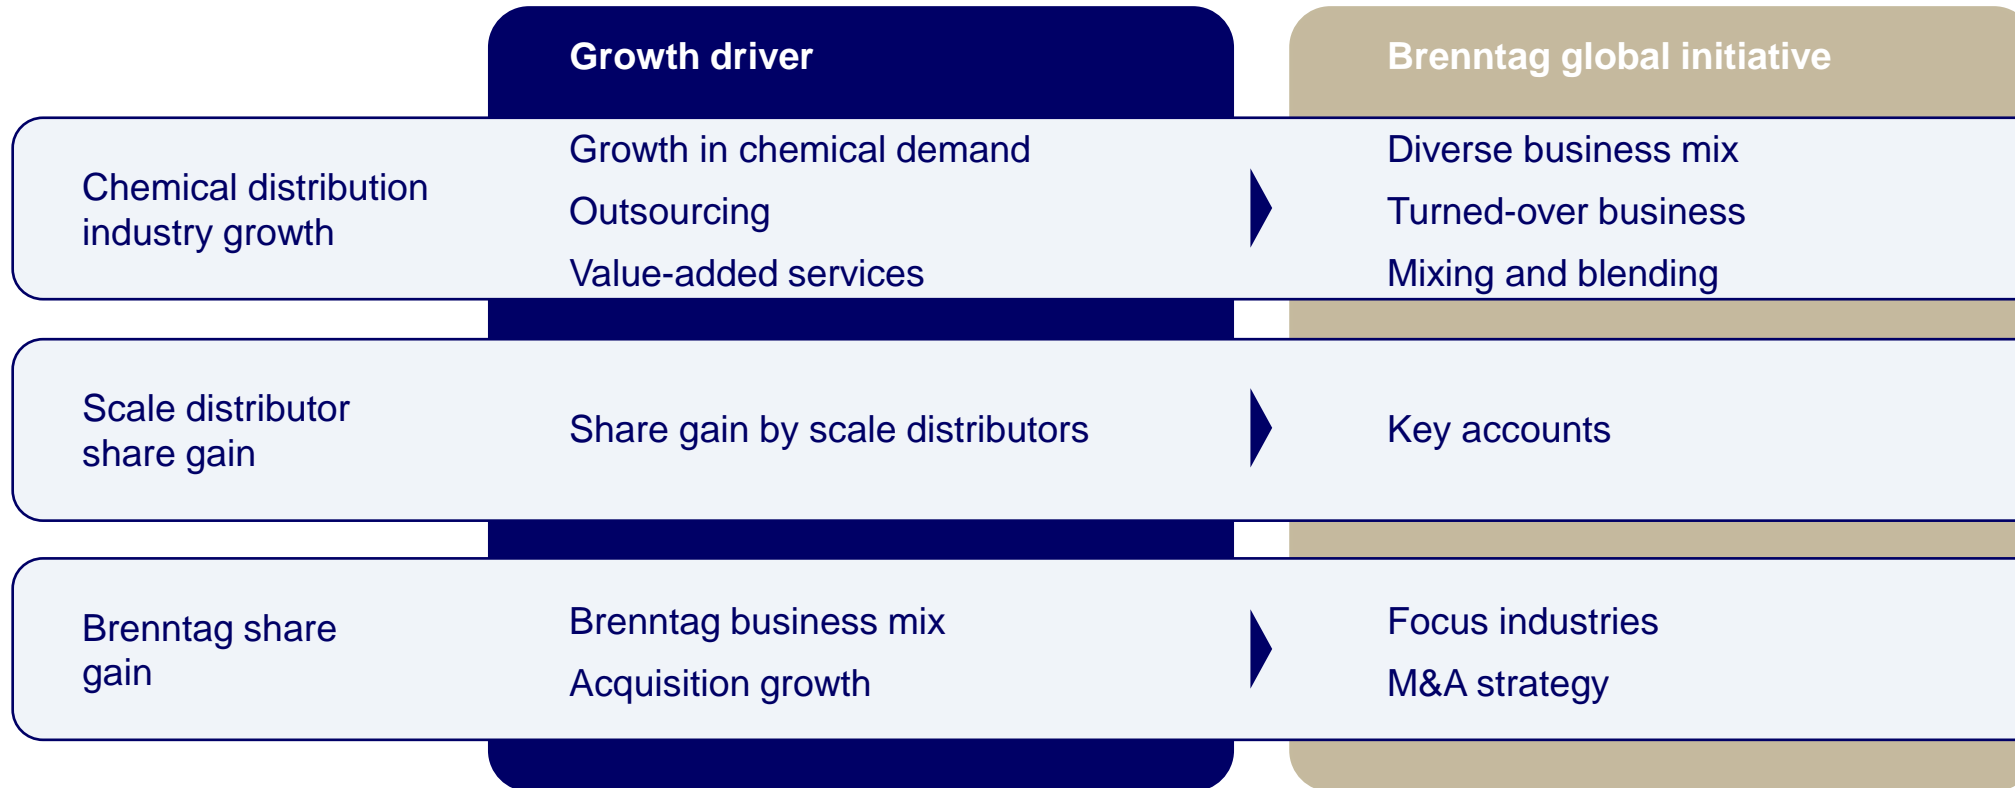 Growth driver
Brenntag global initiative
Chemical distribution
industry growth
Growth in chemical demand
Outsourcing
Value-added services
Diverse business mix
Turned-over business
Mixing and blending
Scale distributor
share gain
Share gain by scale distributors
Key accounts
Brenntag share
gain
Brenntag business mix
Acquisition growth
Focus industries
M&A strategy